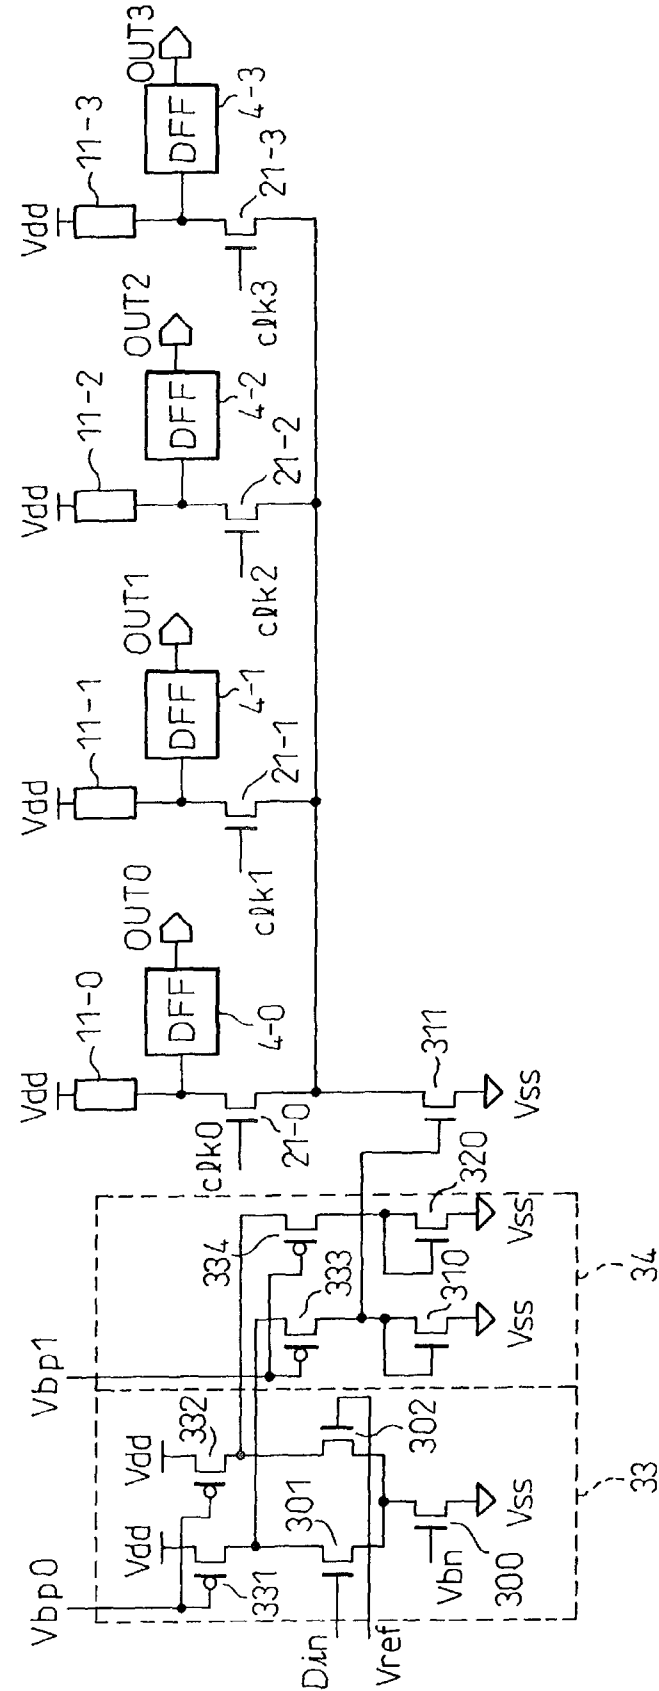 Vdd
11-0
DFF
OUT0
4-0
clk0
21-0
Vdd
11-1
DFF
OUT1
4-1
clk1
21-1
Vdd
11-2
DFF
OUT2
4-2
clk2
21-2
Vdd
11-3
DFF
OUT3
4-3
clk3
21-3
Vbp0
Vbp1
Vdd
Vdd
331
332
334
333
301
302
Din
Vref
Vbn
300
Vss
310
Vss
320
Vss
311
Vss
33
34